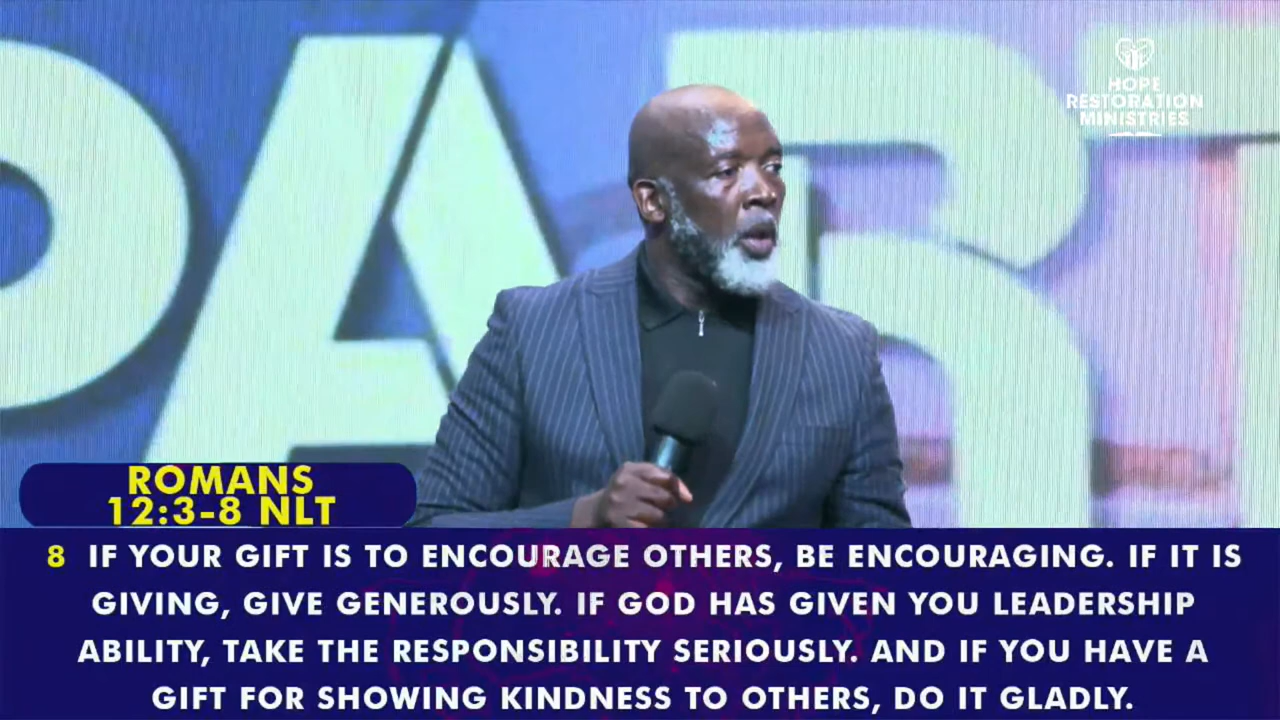 PART
HOPE
RESTORATION
MINISTRIES
ROMANS
12:3-8 NLT
8 IF YOUR GIFT IS TO ENCOURAGE OTHERS, BE ENCOURAGING. IF IT IS
GIVING, GIVE GENEROUSLY. IF GOD HAS GIVEN YOU LEADERSHIP
ABILITY, TAKE THE RESPONSIBILITY SERIOUSLY. AND IF YOU HAVE A
GIFT FOR SHOWING KINDNESS TO OTHERS, DO IT GLADLY.